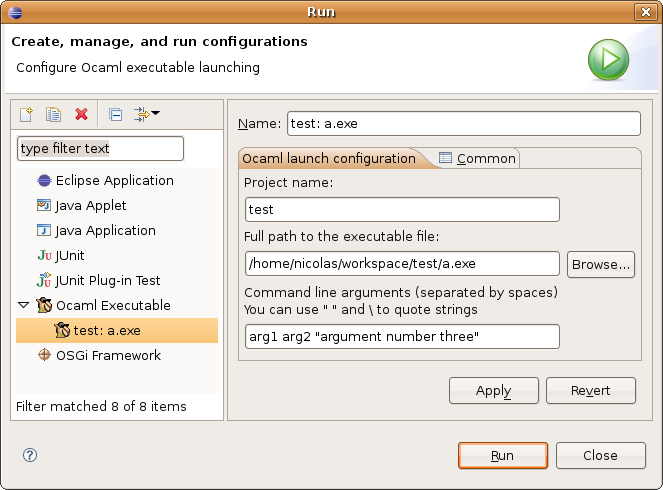 Run
Create, manage, and run configurations
Configure Ocaml executable launching
type filter text
Eclipse Application
Java Applet
Java Application
Ju JUnit
JUnit Plug-in Test
Ocaml Executable
test: a.exe
OSGi Framework
Filter matched 8 of 8 items
Name: test: a.exe
Ocaml launch configuration Common
Project name:
test
Full path to the executable file:
/home/nicolas/workspace/test/a.exe Browse...
Command line arguments (separated by spaces)
You can use " " and \ to quote strings
arg1 arg2 "argument number three"
Apply Revert
? Run Close